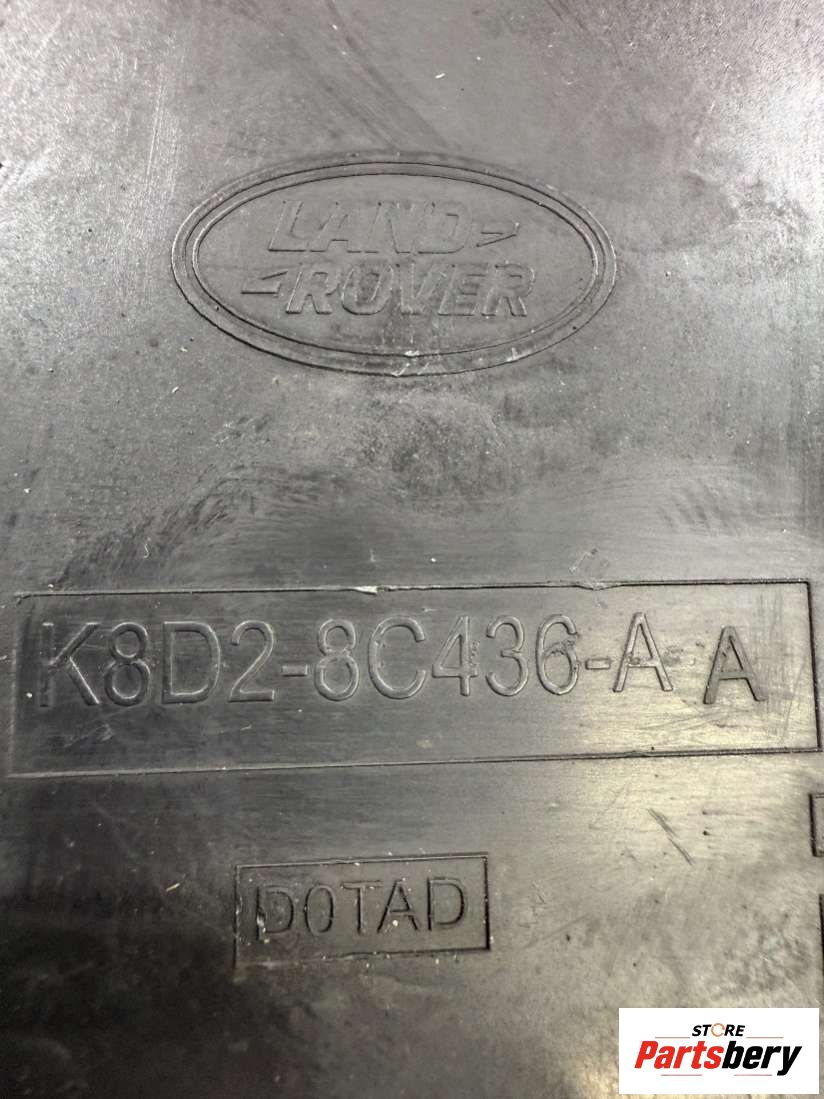 LAND
ROVER
K8D2-8C436-A A
D0TAD
STORE
Partsbery